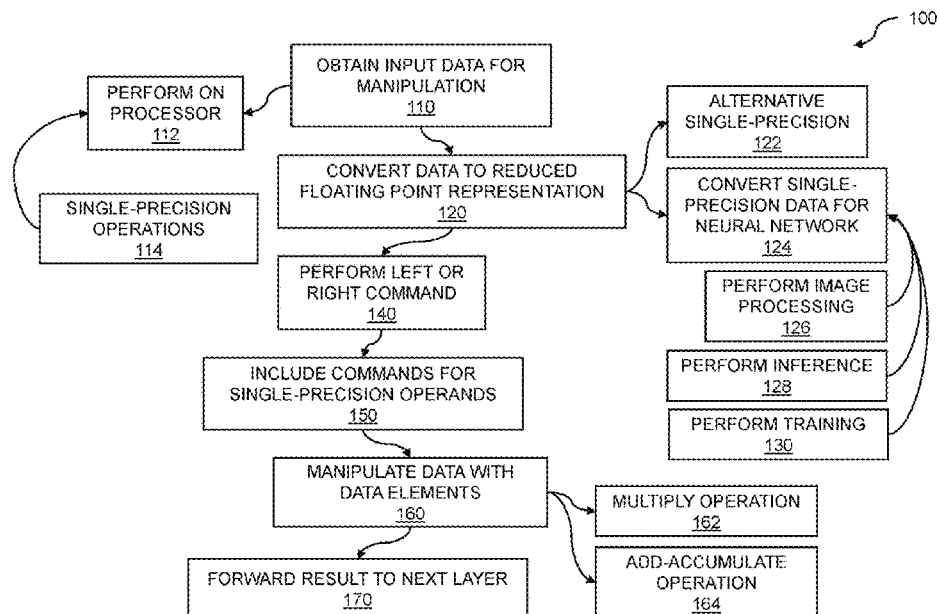 100
OBTAIN INPUT DATA FOR
MANIPULATION
110
PERFORM ON
PROCESSOR
112
SINGLE-PRECISION
OPERATIONS
114
CONVERT DATA TO REDUCED
FLOATING POINT REPRESENTATION
120
ALTERNATIVE
SINGLE-PRECISION
122
CONVERT SINGLE-
PRECISION DATA FOR
NEURAL NETWORK
124
PERFORM IMAGE
PROCESSING
126
PERFORM INFERENCE
128
PERFORM TRAINING
130
PERFORM LEFT OR
RIGHT COMMAND
140
INCLUDE COMMANDS FOR
SINGLE-PRECISION OPERANDS
150
MANIPULATE DATA WITH
DATA ELEMENTS
160
MULTIPLY OPERATION
162
ADD-ACCUMULATE
OPERATION
164
FORWARD RESULT TO NEXT LAYER
170